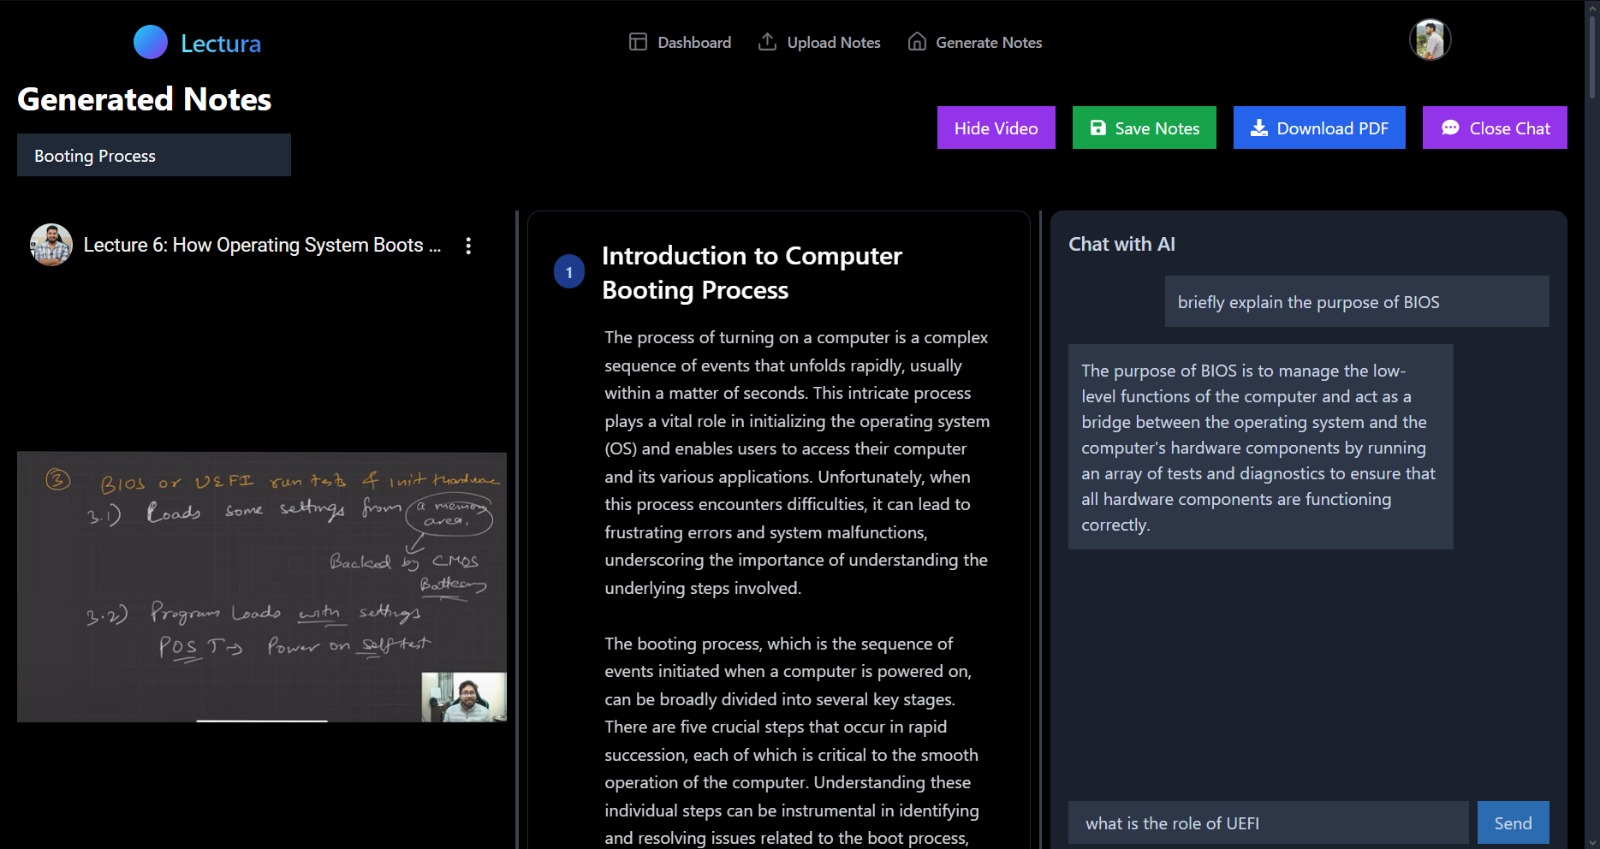 Lectura
Dashboard
Upload Notes
Generate Notes
Generated Notes
Booting Process
Hide Video
Save Notes
Download PDF
Close Chat
Lecture 6: How Operating System Boots ...
③ BIOS or UEFI run tests & init Hardware
3.1) Loads some settings from a memory
area.
Backed by CMOS
Battery
3.2) Program Loads with settings
POST → Power on self test
1
Introduction to Computer
Booting Process
The process of turning on a computer is a complex
sequence of events that unfolds rapidly, usually
within a matter of seconds. This intricate process
plays a vital role in initializing the operating system
(OS) and enables users to access their computer
and its various applications. Unfortunately, when
this process encounters difficulties, it can lead to
frustrating errors and system malfunctions,
underscoring the importance of understanding the
underlying steps involved.
The booting process, which is the sequence of
events initiated when a computer is powered on,
can be broadly divided into several key stages.
There are five crucial steps that occur in rapid
succession, each of which is critical to the smooth
operation of the computer. Understanding these
individual steps can be instrumental in identifying
and resolving issues related to the boot process,
Chat with AI
briefly explain the purpose of BIOS
The purpose of BIOS is to manage the low-
level functions of the computer and act as a
bridge between the operating system and the
computer's hardware components by running
an array of tests and diagnostics to ensure that
all hardware components are functioning
correctly.
what is the role of UEFI
Send